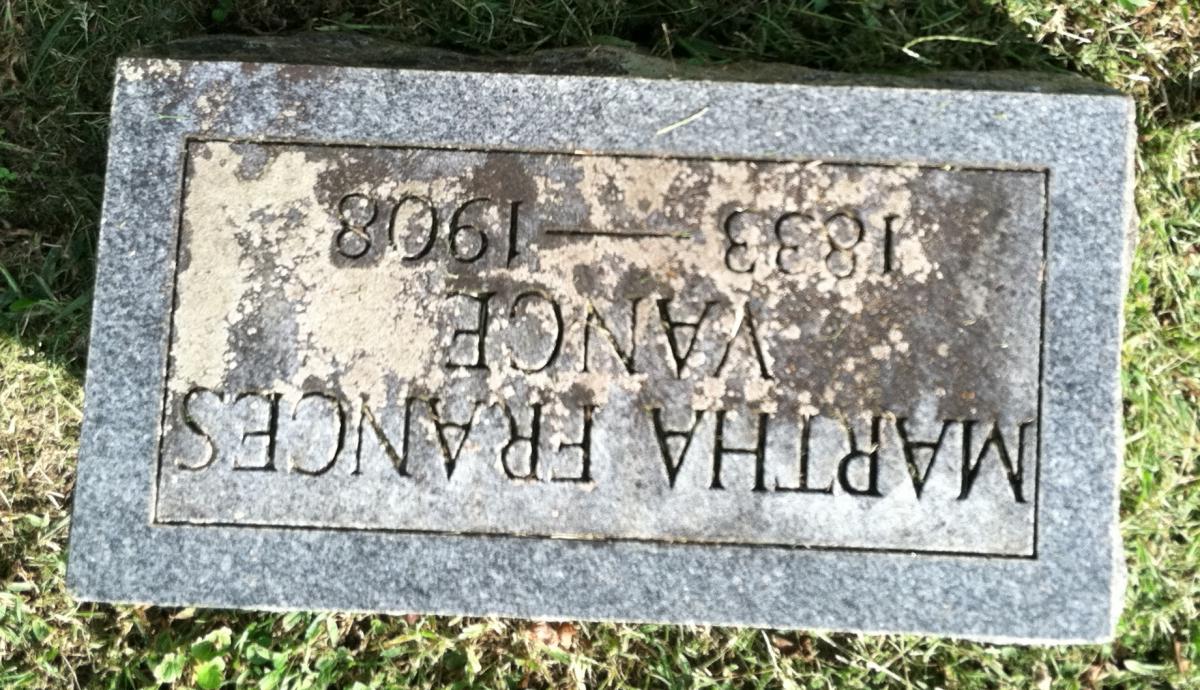 MARTHA FRANCES
VANCE
1833 — 1908